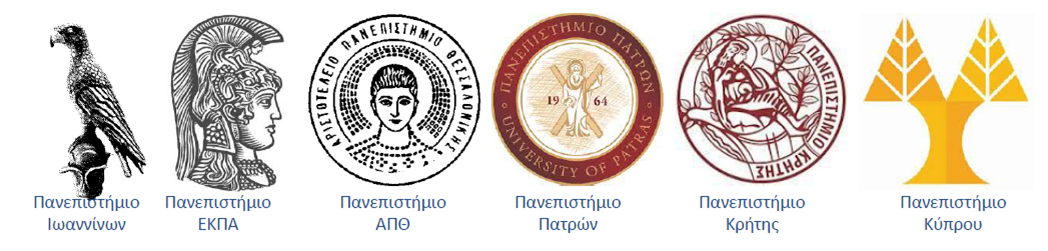 ΑΡΙΣΤΟΤΕΛΕΙΟ ΠΑΝΕΠΙΣΤΗΜΙΟ ΘΕΣΣΑΛΟΝΙΚΗΣ
ΠΑΝΕΠΙΣΤΗΜΙΟ ΠΑΤΡΩΝ
19 64
UNIVERSITY OF PATRAS
ΠΑΝΕΠΙΣΤΗΜΙΟ ΚΡΗΤΗΣ
Πανεπιστήμιο
Ιωαννίνων
Πανεπιστήμιο
ΕΚΠΑ
Πανεπιστήμιο
ΑΠΘ
Πανεπιστήμιο
Πατρών
Πανεπιστήμιο
Κρήτης
Πανεπιστήμιο
Κύπρου